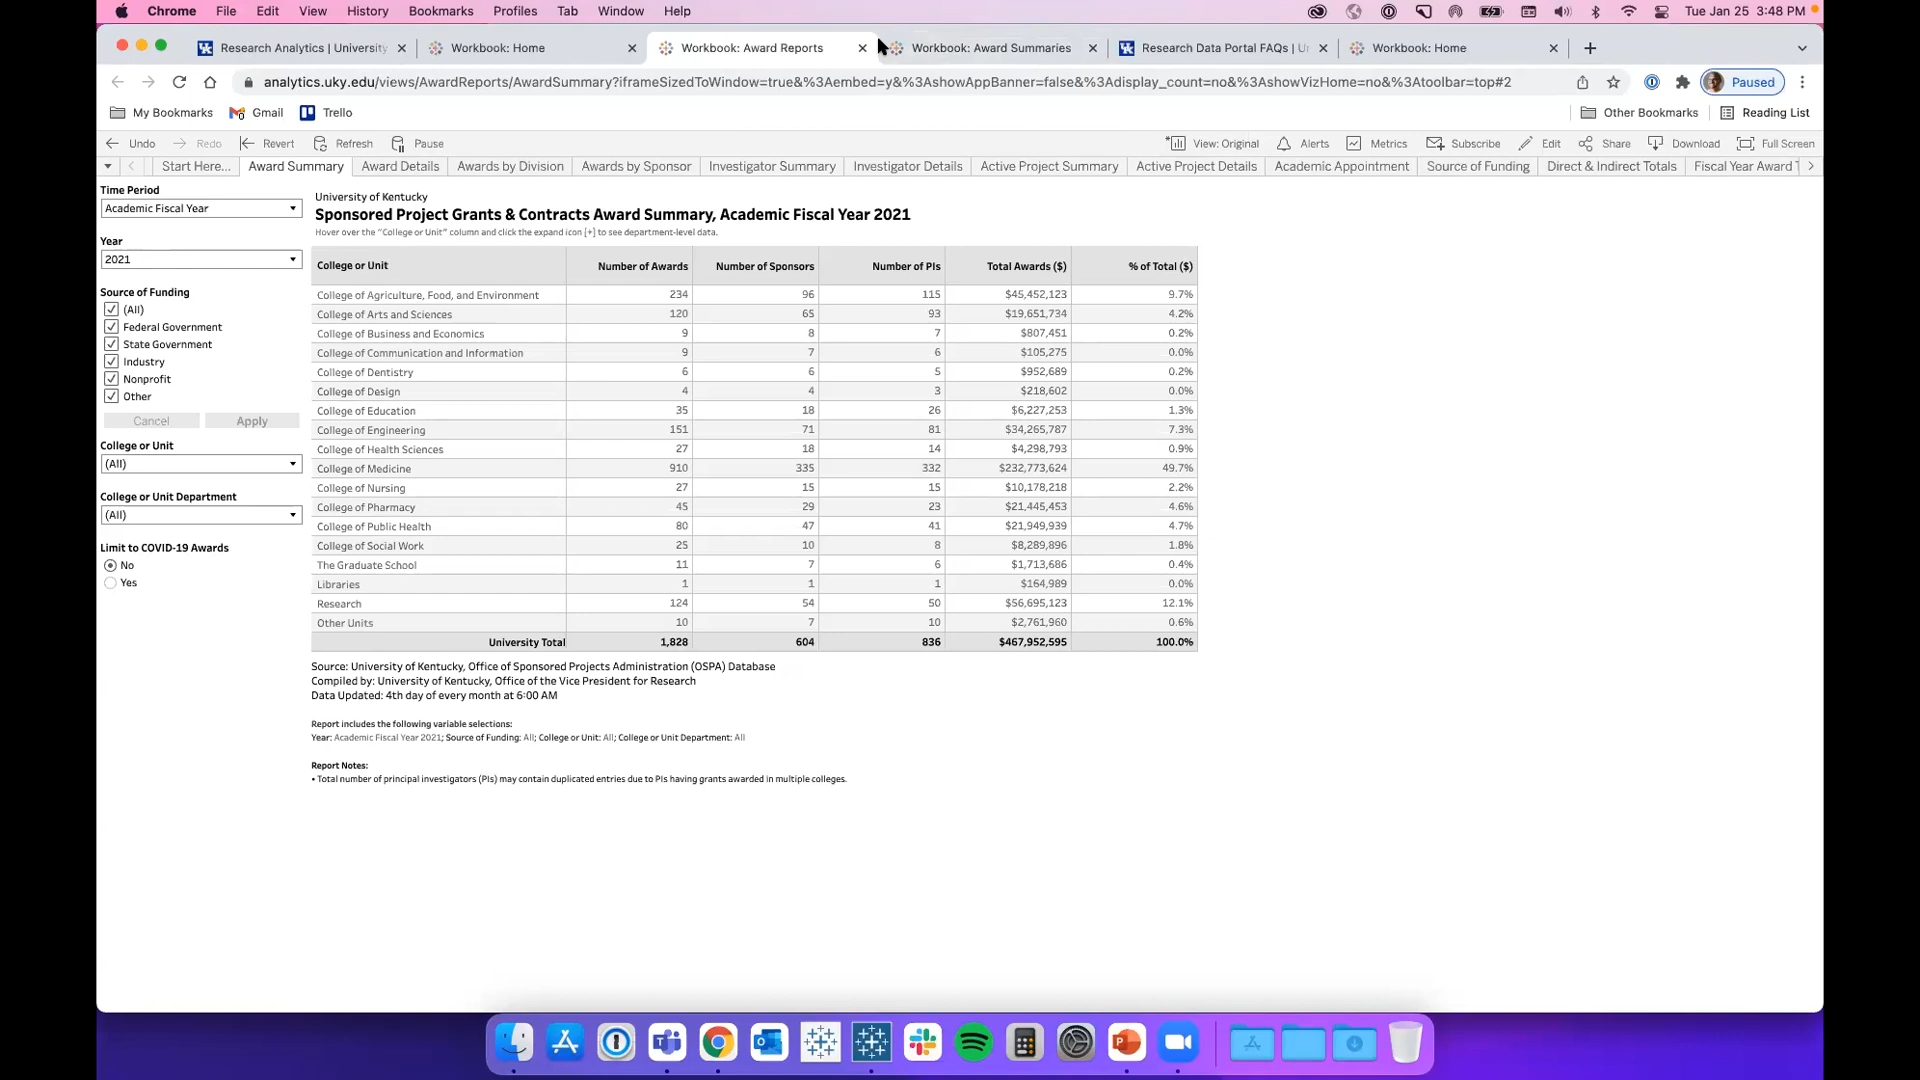 Chrome File Edit View History Bookmarks Profiles Tab Window Help Tue Jan 25 3:48 PM
Research Analytics | University Workbook: Home Workbook: Award Reports Workbook: Award Summaries Research Data Portal FAQs | Workbook: Home
analytics.uky.edu/views/AwardReports/AwardSummary?iframeSizedToWindow=true&%3Aembed=y&%3AshowAppBanner=false&%3Adisplay_count=no&%3AshowVizHome=no&%3Atoolbar=top#2 Paused
My Bookmarks Gmail Trello Other Bookmarks Reading List
Undo Redo Revert Refresh Pause View: Original Alerts Metrics Subscribe Edit Share Download Full Screen
Start Here... Award Summary Award Details Awards by Division Awards by Sponsor Investigator Summary Investigator Details Active Project Summary Active Project Details Academic Appointment Source of Funding Direct & Indirect Totals Fiscal Year Award
Time Period
Academic Fiscal Year
Year
2021
Source of Funding
(All)
Federal Government
State Government
Industry
Nonprofit
Other
Cancel Apply
College or Unit
(All)
College or Unit Department
(All)
Limit to COVID-19 Awards
No
Yes
University of Kentucky
Sponsored Project Grants & Contracts Award Summary, Academic Fiscal Year 2021
Hover over the "College or Unit" column and click the expand icon [+] to see department-level data.
College or Unit Number of Awards Number of Sponsors Number of PIs Total Awards ($) % of Total ($)
College of Agriculture, Food, and Environment 234 96 115 $45,452,123 9.7%
College of Arts and Sciences 120 65 93 $19,651,734 4.2%
College of Business and Economics 9 8 7 $807,451 0.2%
College of Communication and Information 9 7 6 $105,275 0.0%
College of Dentistry 6 6 5 $952,689 0.2%
College of Design 4 4 3 $218,602 0.0%
College of Education 35 18 26 $6,227,253 1.3%
College of Engineering 151 71 81 $34,265,787 7.3%
College of Health Sciences 27 18 14 $4,298,793 0.9%
College of Medicine 910 335 332 $232,773,624 49.7%
College of Nursing 27 15 15 $10,178,218 2.2%
College of Pharmacy 45 29 23 $21,445,453 4.6%
College of Public Health 80 47 41 $21,949,939 4.7%
College of Social Work 25 10 8 $8,289,896 1.8%
The Graduate School 11 7 6 $1,713,686 0.4%
Libraries 1 1 1 $164,989 0.0%
Research 124 54 50 $56,695,123 12.1%
Other Units 10 7 10 $2,761,960 0.6%
University Total 1,828 604 836 $467,952,595 100.0%
Source: University of Kentucky, Office of Sponsored Projects Administration (OSPA) Database
Compiled by: University of Kentucky, Office of the Vice President for Research
Data Updated: 4th day of every month at 6:00 AM
Report includes the following variable selections:
Year: Academic Fiscal Year 2021; Source of Funding: All; College or Unit: All; College or Unit Department: All
Report Notes:
• Total number of principal investigators (PIs) may contain duplicated entries due to PIs having grants awarded in multiple colleges.